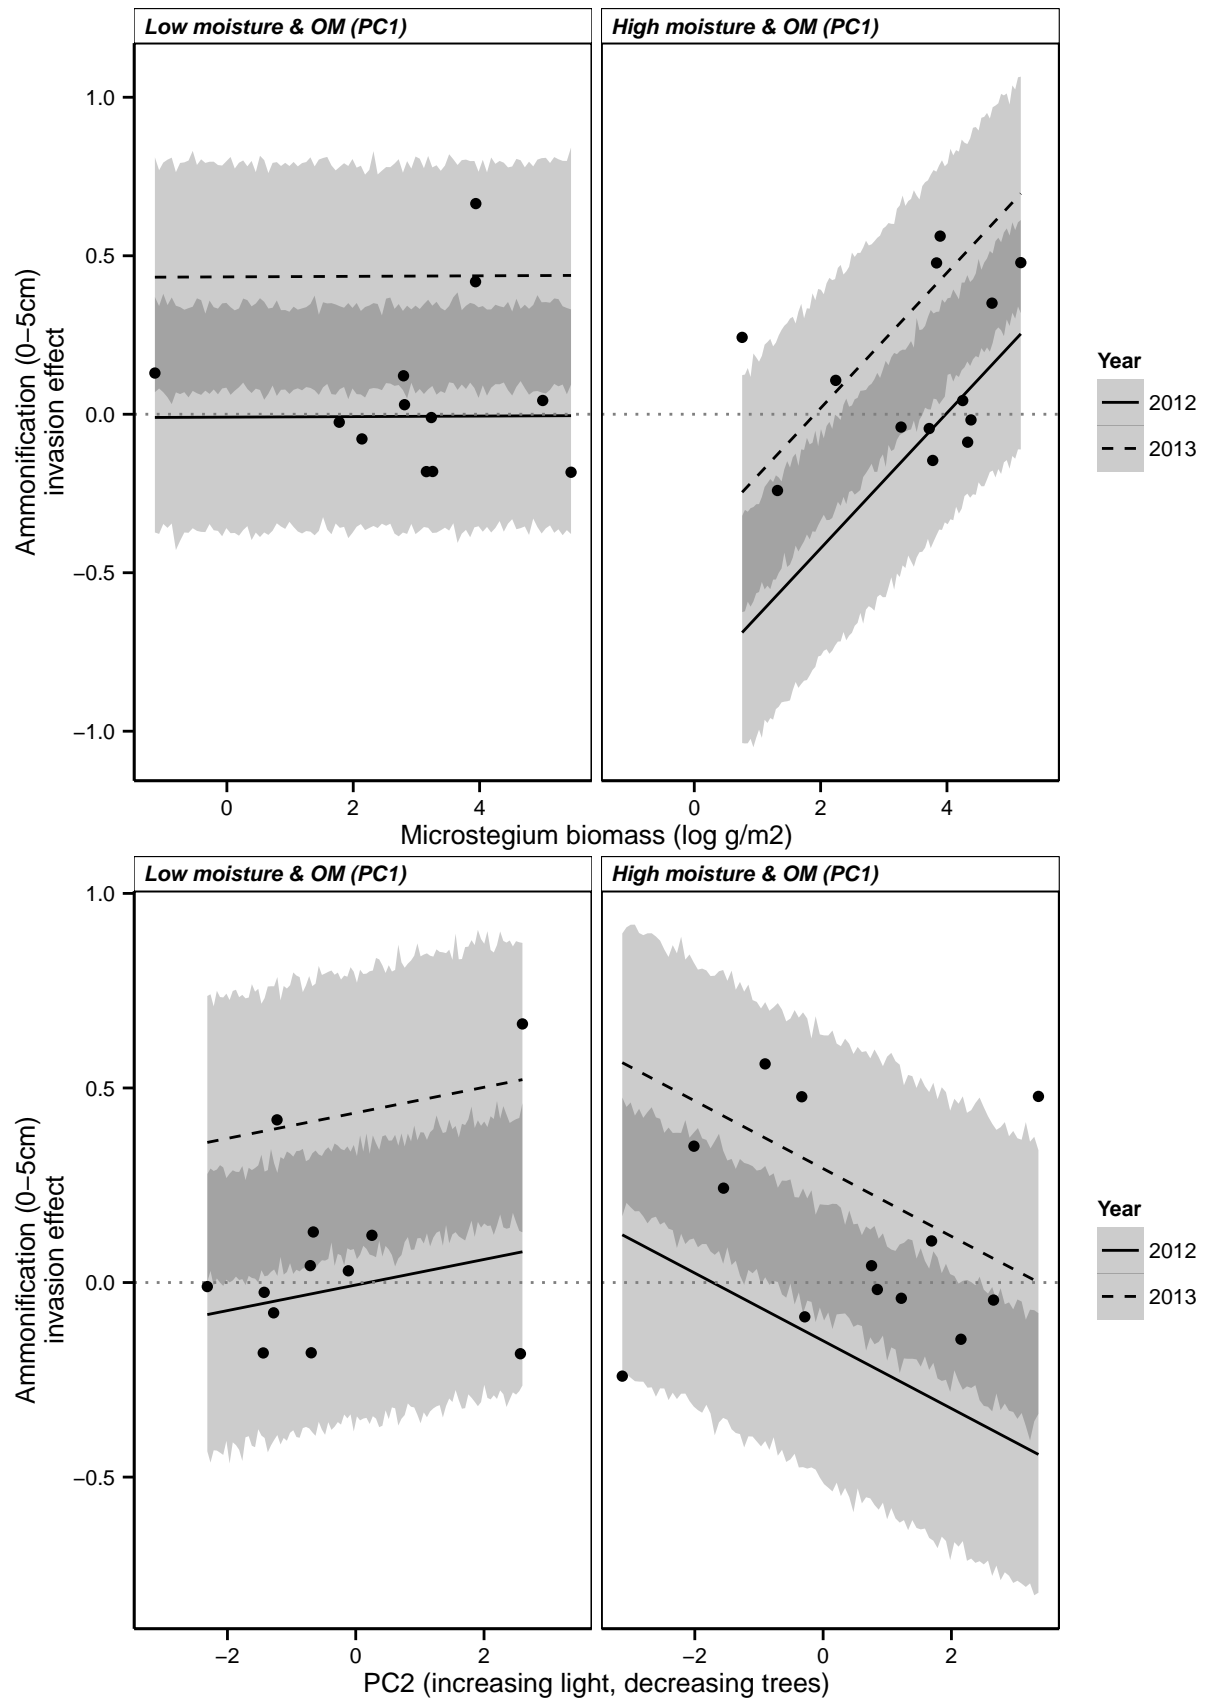 Low moisture & OM (PC1)
High moisture & OM (PC1)
1.0
0.5
0.0
−0.5
−1.0
Ammonification (0−5cm)
invasion effect
0
2
4
0
2
4
Microstegium biomass (log g/m2)
Year
2012
2013
Low moisture & OM (PC1)
High moisture & OM (PC1)
1.0
0.5
0.0
−0.5
Ammonification (0−5cm)
invasion effect
−2
0
2
−2
0
2
PC2 (increasing light, decreasing trees)
Year
2012
2013